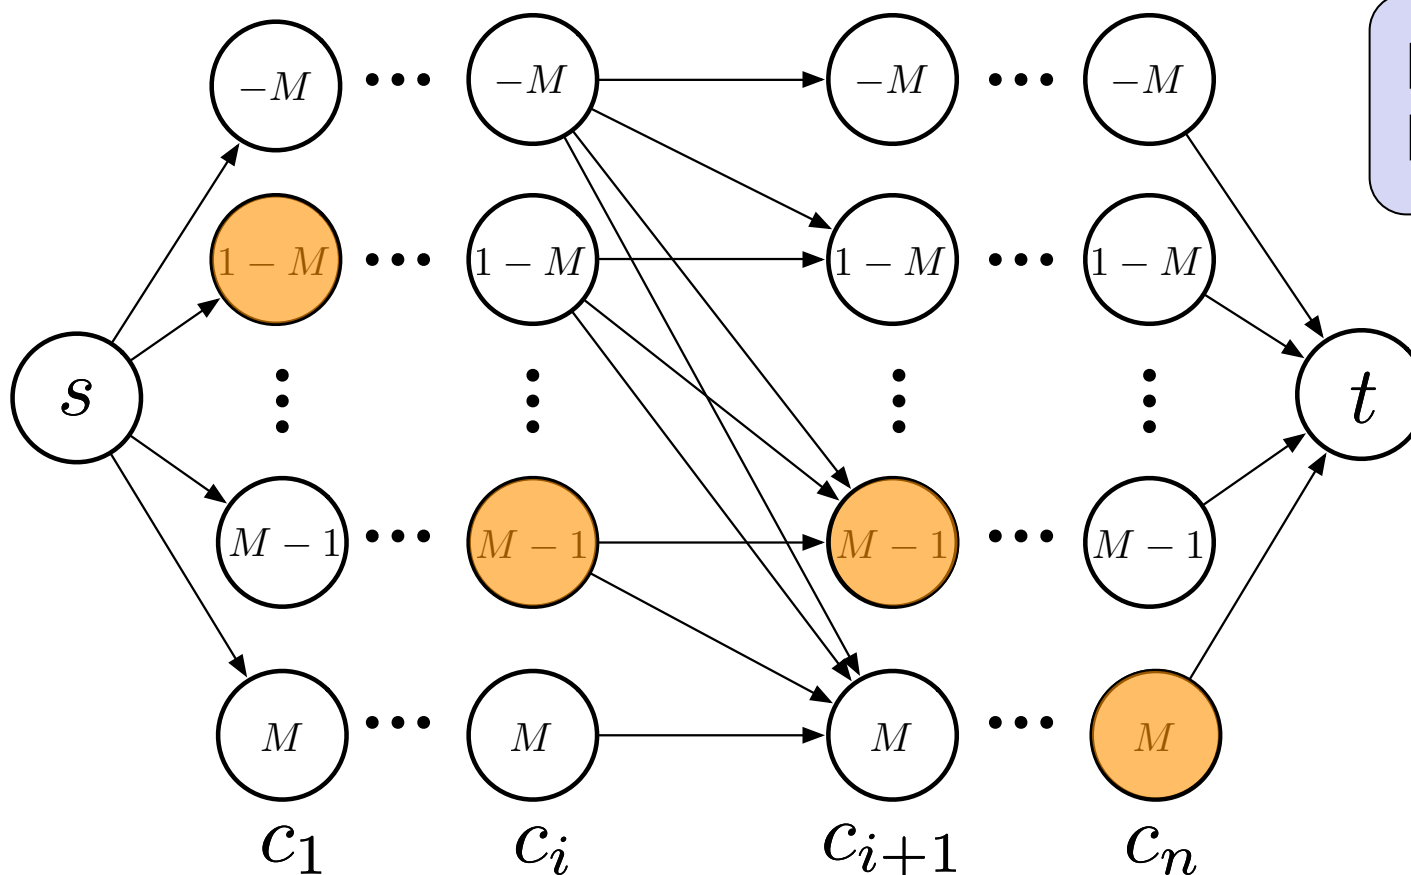 −M ••• −M −M ••• −M
1 − M ••• 1 − M 1 − M ••• 1 − M
s t
M − 1 ••• M − 1 M − 1 ••• M − 1
M ••• M M ••• M
c₁ cᵢ cᵢ₊₁ cₙ